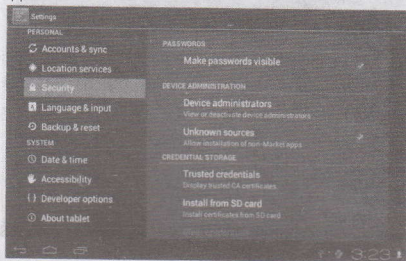 Settings
PERSONAL
Accounts & sync
Location services
Security
Language & input
Backup & reset
SYSTEM
Date & time
Accessibility
{ } Developer options
About tablet
PASSWORDS
Make passwords visible
DEVICE ADMINISTRATION
Device administrators
View or deactivate device administrators
Unknown sources
Allow installation of non-Market apps
CREDENTIAL STORAGE
Trusted credentials
Display trusted CA certificates
Install from SD card
Install certificates from SD card
3:23